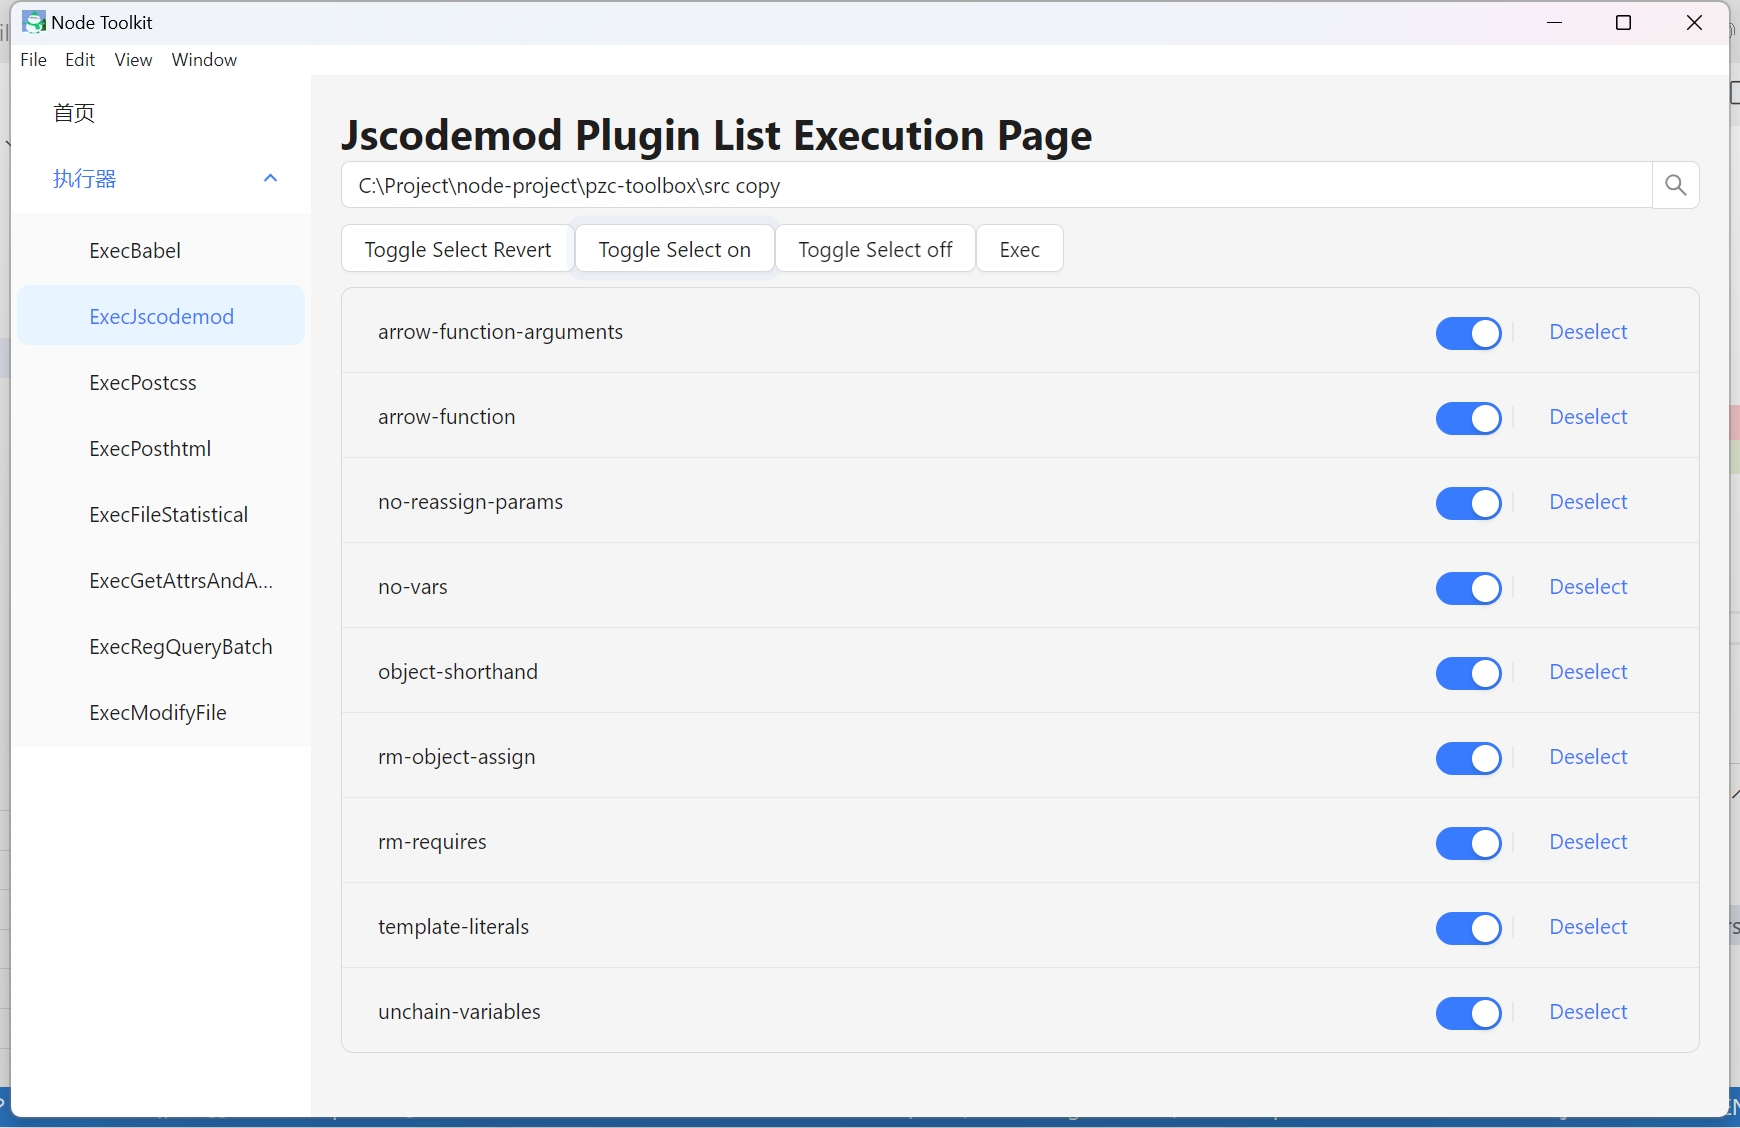 Node Toolkit
File Edit View Window
首页
执行器
ExecBabel
ExecJscodemod
ExecPostcss
ExecPosthtml
ExecFileStatistical
ExecGetAttrsAndA...
ExecRegQueryBatch
ExecModifyFile
Jscodemod Plugin List Execution Page
C:\Project\node-project\pzc-toolbox\src copy
Toggle Select Revert Toggle Select on Toggle Select off Exec
arrow-function-arguments Deselect
arrow-function Deselect
no-reassign-params Deselect
no-vars Deselect
object-shorthand Deselect
rm-object-assign Deselect
rm-requires Deselect
template-literals Deselect
unchain-variables Deselect